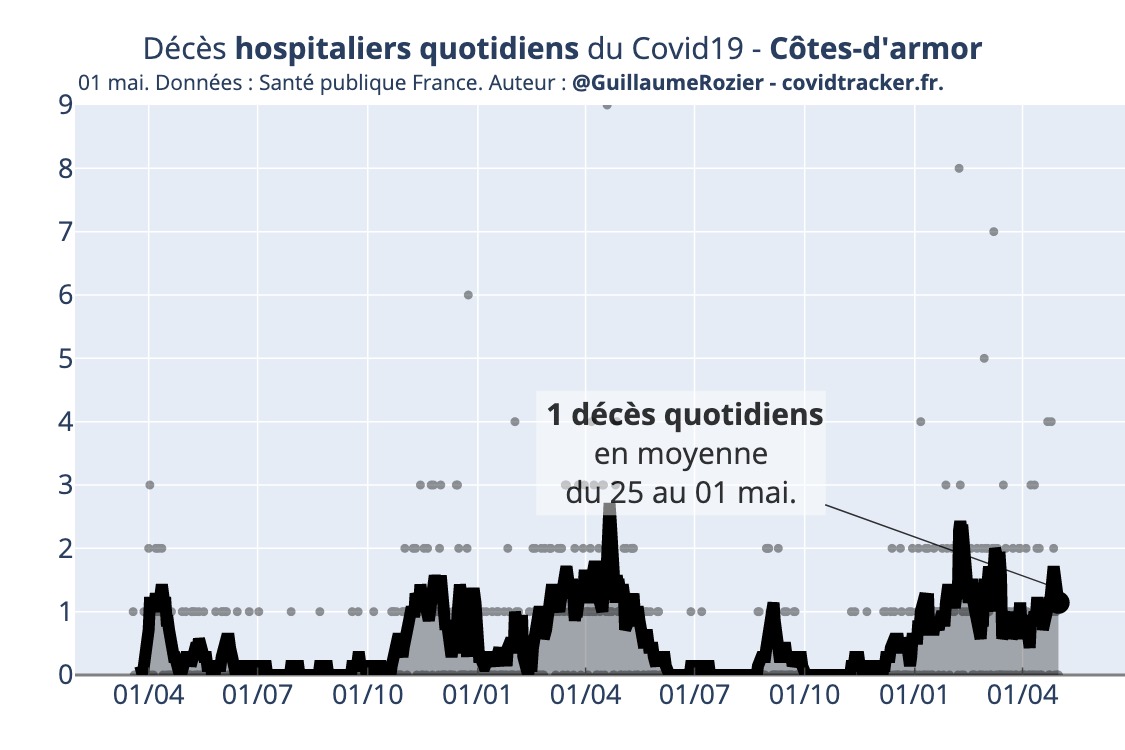 Décès hospitaliers quotidiens du Covid19 - Côtes-d'armor
01 mai. Données : Santé publique France. Auteur : @GuillaumeRozier - covidtracker.fr.
9
8
7
6
5
4
3
2
1
0
1 décès quotidiens
en moyenne
du 25 au 01 mai.
01/04 01/07 01/10 01/01 01/04 01/07 01/10 01/01 01/04